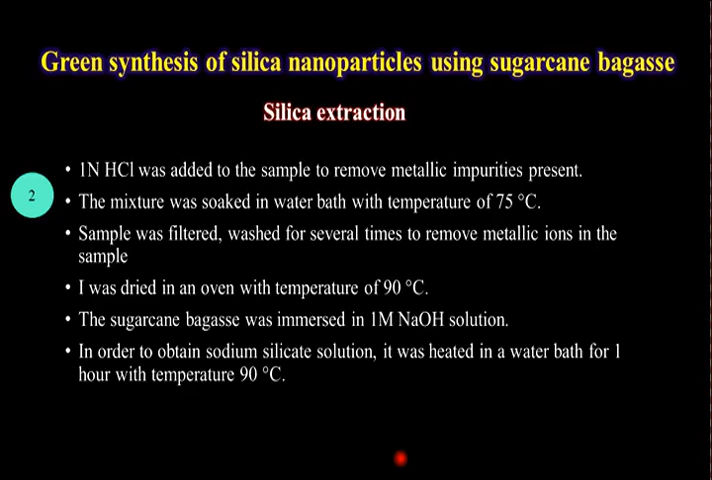 Green synthesis of silica nanoparticles using sugarcane bagasse
Silica extraction
• 1N HCl was added to the sample to remove metallic impurities present.
2
• The mixture was soaked in water bath with temperature of 75 °C.
• Sample was filtered, washed for several times to remove metallic ions in the
sample
• I was dried in an oven with temperature of 90 °C.
• The sugarcane bagasse was immersed in 1M NaOH solution.
• In order to obtain sodium silicate solution, it was heated in a water bath for 1
hour with temperature 90 °C.